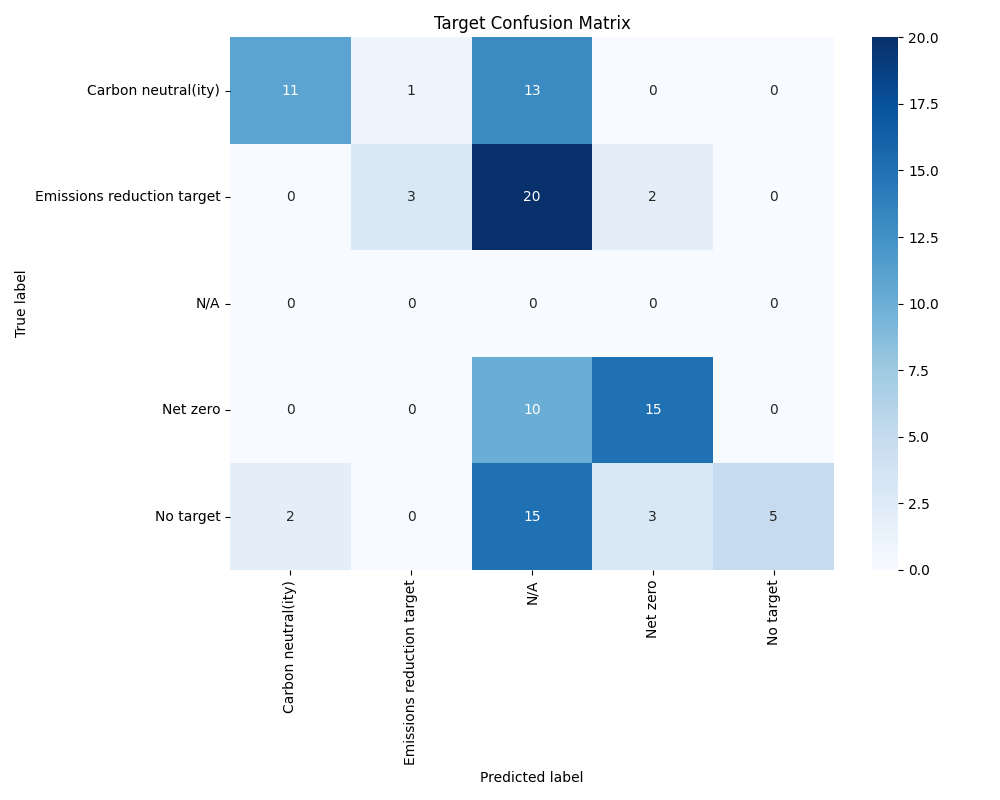 Target Confusion Matrix
Carbon neutral(ity) 11 1 13 0 0
Emissions reduction target 0 3 20 2 0
N/A 0 0 0 0 0
Net zero 0 0 10 15 0
No target 2 0 15 3 5
True label
Carbon neutral(ity)
Emissions reduction target
N/A
Net zero
No target
Predicted label
20.0
17.5
15.0
12.5
10.0
7.5
5.0
2.5
0.0